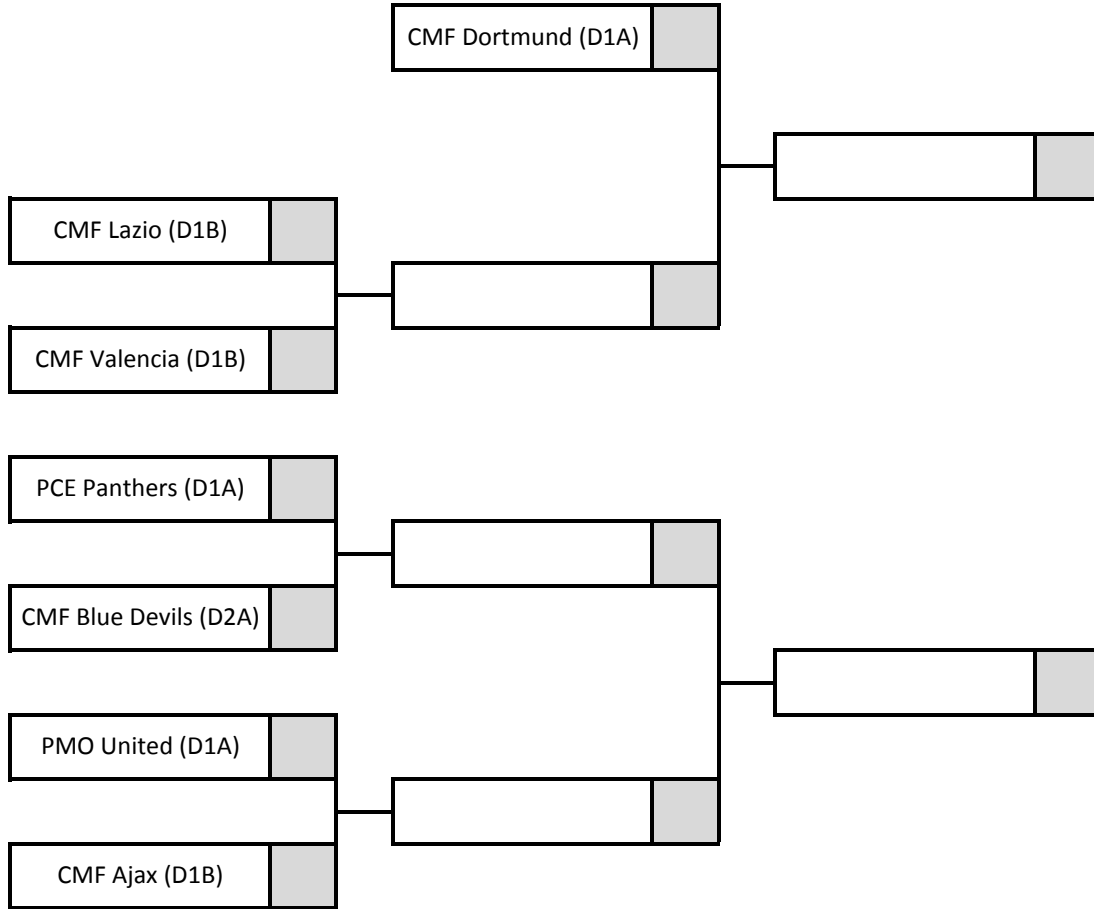 CMF Dortmund (D1A)
CMF Lazio (D1B)
CMF Valencia (D1B)
PCE Panthers (D1A)
CMF Blue Devils (D2A)
PMO United (D1A)
CMF Ajax (D1B)